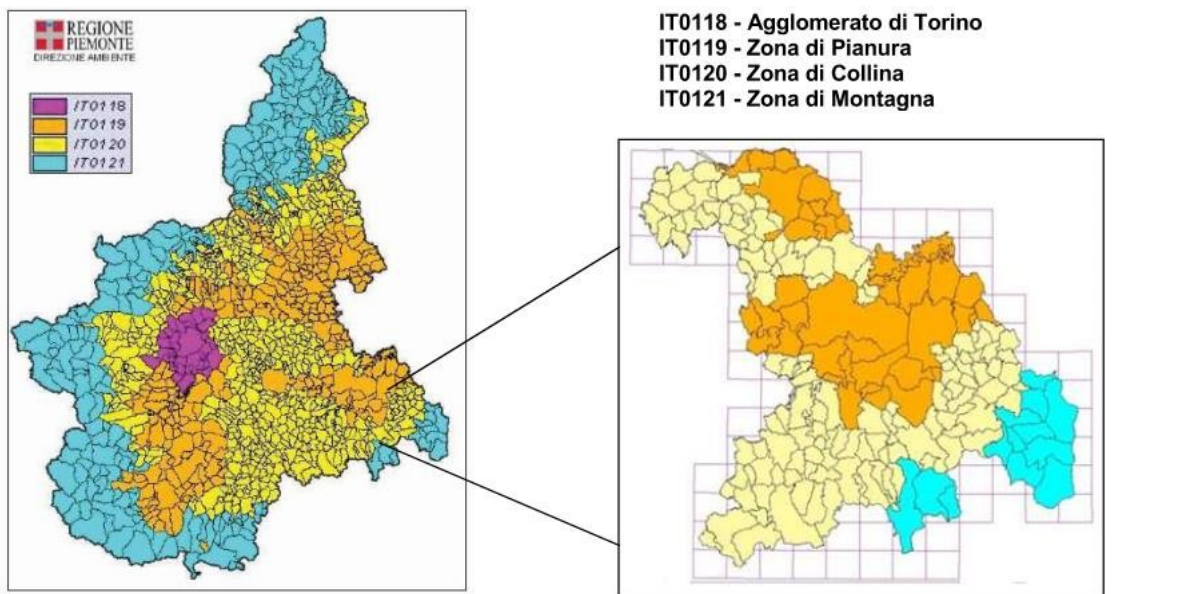 REGIONE
PIEMONTE
DIREZIONE AMBIENTE
IT0118
IT0119
IT0120
IT0121
IT0118 - Agglomerato di Torino
IT0119 - Zona di Pianura
IT0120 - Zona di Collina
IT0121 - Zona di Montagna